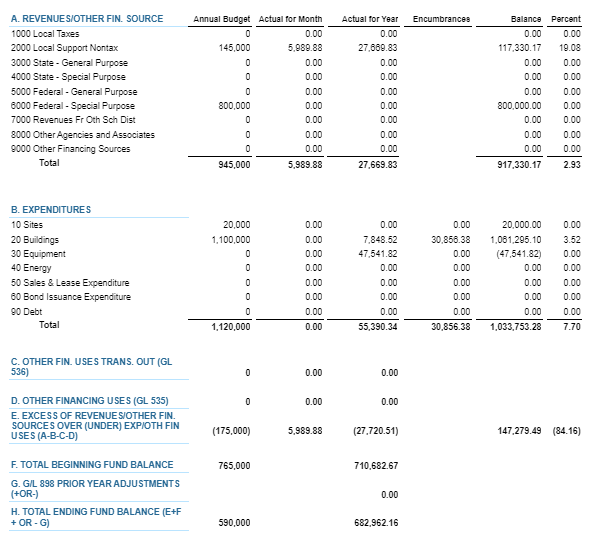 A. REVENUES/OTHER FIN. SOURCE Annual Budget Actual for Month Actual for Year Encumbrances Balance Percent
1000 Local Taxes 0 0.00 0.00 0.00 0.00
2000 Local Support Nontax 145,000 5,989.88 27,669.83 117,330.17 19.08
3000 State - General Purpose 0 0.00 0.00 0.00 0.00
4000 State - Special Purpose 0 0.00 0.00 0.00 0.00
5000 Federal - General Purpose 0 0.00 0.00 0.00 0.00
6000 Federal - Special Purpose 800,000 0.00 0.00 800,000.00 0.00
7000 Revenues Fr Oth Sch Dist 0 0.00 0.00 0.00 0.00
8000 Other Agencies and Associates 0 0.00 0.00 0.00 0.00
9000 Other Financing Sources 0 0.00 0.00 0.00 0.00
Total 945,000 5,989.88 27,669.83 917,330.17 2.93
B. EXPENDITURES
10 Sites 20,000 0.00 0.00 0.00 20,000.00 0.00
20 Buildings 1,100,000 0.00 7,848.52 30,856.38 1,061,295.10 3.52
30 Equipment 0 0.00 47,541.82 0.00 (47,541.82) 0.00
40 Energy 0 0.00 0.00 0.00 0.00 0.00
50 Sales & Lease Expenditure 0 0.00 0.00 0.00 0.00 0.00
60 Bond Issuance Expenditure 0 0.00 0.00 0.00 0.00 0.00
90 Debt 0 0.00 0.00 0.00 0.00 0.00
Total 1,120,000 0.00 55,390.34 30,856.38 1,033,753.28 7.70
C. OTHER FIN. USES TRANS. OUT (GL
536) 0 0.00 0.00
D. OTHER FINANCING USES (GL 535) 0 0.00 0.00
E. EXCESS OF REVENUES/OTHER FIN.
SOURCES OVER (UNDER) EXP/OTH FIN
USES (A-B-C-D) (175,000) 5,989.88 (27,720.51) 147,279.49 (84.16)
F. TOTAL BEGINNING FUND BALANCE 765,000 710,682.67
G. G/L 898 PRIOR YEAR ADJUSTMENTS
(+OR-) 0.00
H. TOTAL ENDING FUND BALANCE (E+F
+ OR - G) 590,000 682,962.16